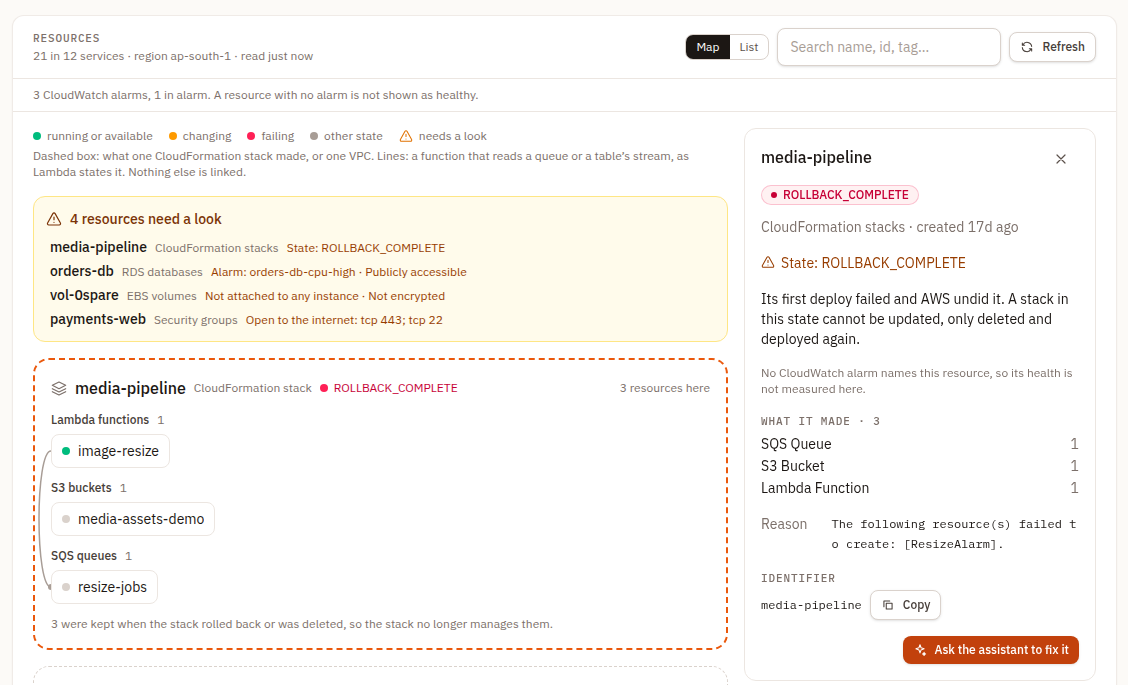 RESOURCES
21 in 12 services · region ap-south-1 · read just now
Map
List
Search name, id, tag...
Refresh
3 CloudWatch alarms, 1 in alarm. A resource with no alarm is not shown as healthy.
running or available
changing
failing
other state
needs a look
Dashed box: what one CloudFormation stack made, or one VPC. Lines: a function that reads a queue or a table's stream, as
Lambda states it. Nothing else is linked.
4 resources need a look
media-pipeline CloudFormation stacks State: ROLLBACK_COMPLETE
orders-db RDS databases Alarm: orders-db-cpu-high · Publicly accessible
vol-0spare EBS volumes Not attached to any instance · Not encrypted
payments-web Security groups Open to the internet: tcp 443; tcp 22
media-pipeline CloudFormation stack ROLLBACK_COMPLETE 3 resources here
Lambda functions 1
image-resize
S3 buckets 1
media-assets-demo
SQS queues 1
resize-jobs
3 were kept when the stack rolled back or was deleted, so the stack no longer manages them.
media-pipeline
ROLLBACK_COMPLETE
CloudFormation stacks · created 17d ago
State: ROLLBACK_COMPLETE
Its first deploy failed and AWS undid it. A stack in
this state cannot be updated, only deleted and
deployed again.
No CloudWatch alarm names this resource, so its health is
not measured here.
WHAT IT MADE · 3
SQS Queue 1
S3 Bucket 1
Lambda Function 1
Reason The following resource(s) failed t
o create: [ResizeAlarm].
IDENTIFIER
media-pipeline Copy
Ask the assistant to fix it